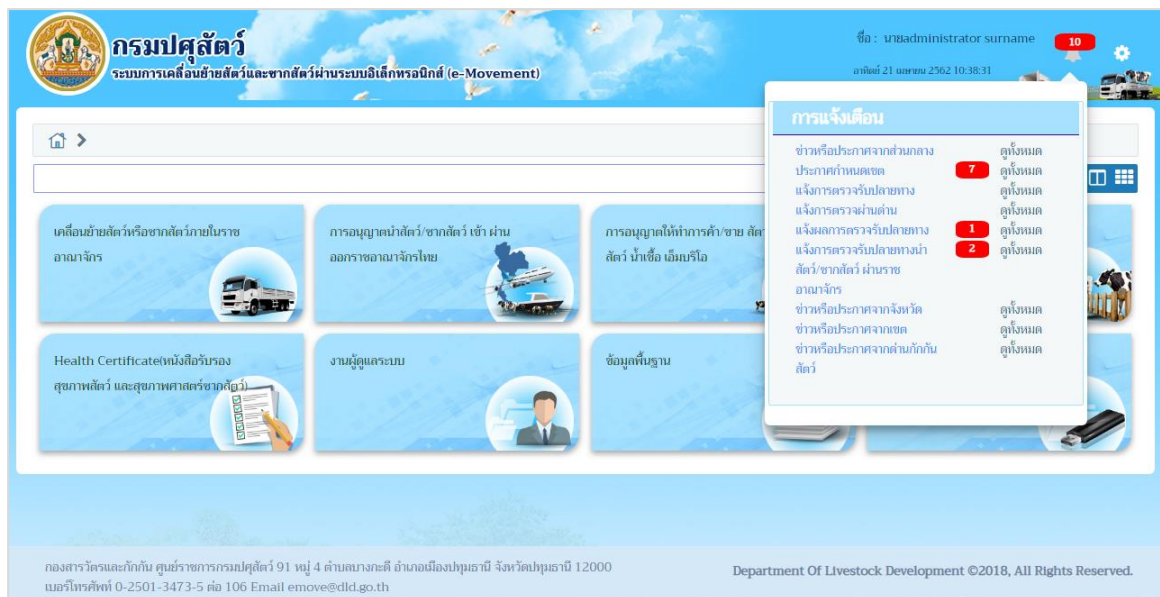 กรมปศุสัตว์
ระบบการเคลื่อนย้ายสัตว์และซากสัตว์ผ่านระบบอิเล็กทรอนิกส์ (e-Movement)
ชื่อ : นายadministrator surname
10
อาทิตย์ 21 เมษายน 2562 10:38:31
การแจ้งเตือน
ข่าวหรือประกาศจากส่วนกลาง ดูทั้งหมด
ประกาศกำหนดเขต 7 ดูทั้งหมด
แจ้งการตรวจรับปลายทาง ดูทั้งหมด
แจ้งการตรวจผ่านด่าน ดูทั้งหมด
แจ้งผลการตรวจรับปลายทาง 1 ดูทั้งหมด
แจ้งการตรวจรับปลายทางนำ 2 ดูทั้งหมด
สัตว์/ซากสัตว์ ผ่านราช
อาณาจักร
ข่าวหรือประกาศจากจังหวัด ดูทั้งหมด
ข่าวหรือประกาศจากเขต ดูทั้งหมด
ข่าวหรือประกาศจากด่านกักกัน ดูทั้งหมด
สัตว์
เคลื่อนย้ายสัตว์หรือซากสัตว์ภายในราช
อาณาจักร
การอนุญาตนำสัตว์/ซากสัตว์ เข้า ผ่าน
ออกราชอาณาจักรไทย
การอนุญาตให้ทำการค้า/ขาย สัตว์
สัตว์ น้ำเชื้อ เอ็มบริโอ
Health Certificate(หนังสือรับรอง
สุขภาพสัตว์ และสุขภาพศาสตร์ซากสัตว์)
งานผู้ดูแลระบบ
ข้อมูลพื้นฐาน
กองสารวัตรและกักกัน ศูนย์ราชการกรมปศุสัตว์ 91 หมู่ 4 ตำบลบางกะดี อำเภอเมืองปทุมธานี จังหวัดปทุมธานี 12000
เบอร์โทรศัพท์ 0-2501-3473-5 ต่อ 106 Email emove@dld.go.th
Department Of Livestock Development ©2018, All Rights Reserved.